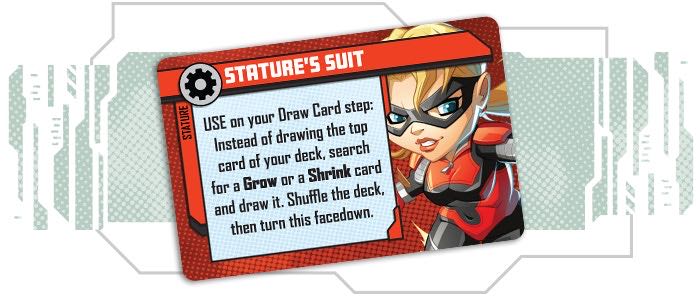 STATURE'S SUIT
STATURE
USE on your Draw Card step:
Instead of drawing the top
card of your deck, search
for a Grow or a Shrink card
and draw it. Shuffle the deck,
then turn this facedown.